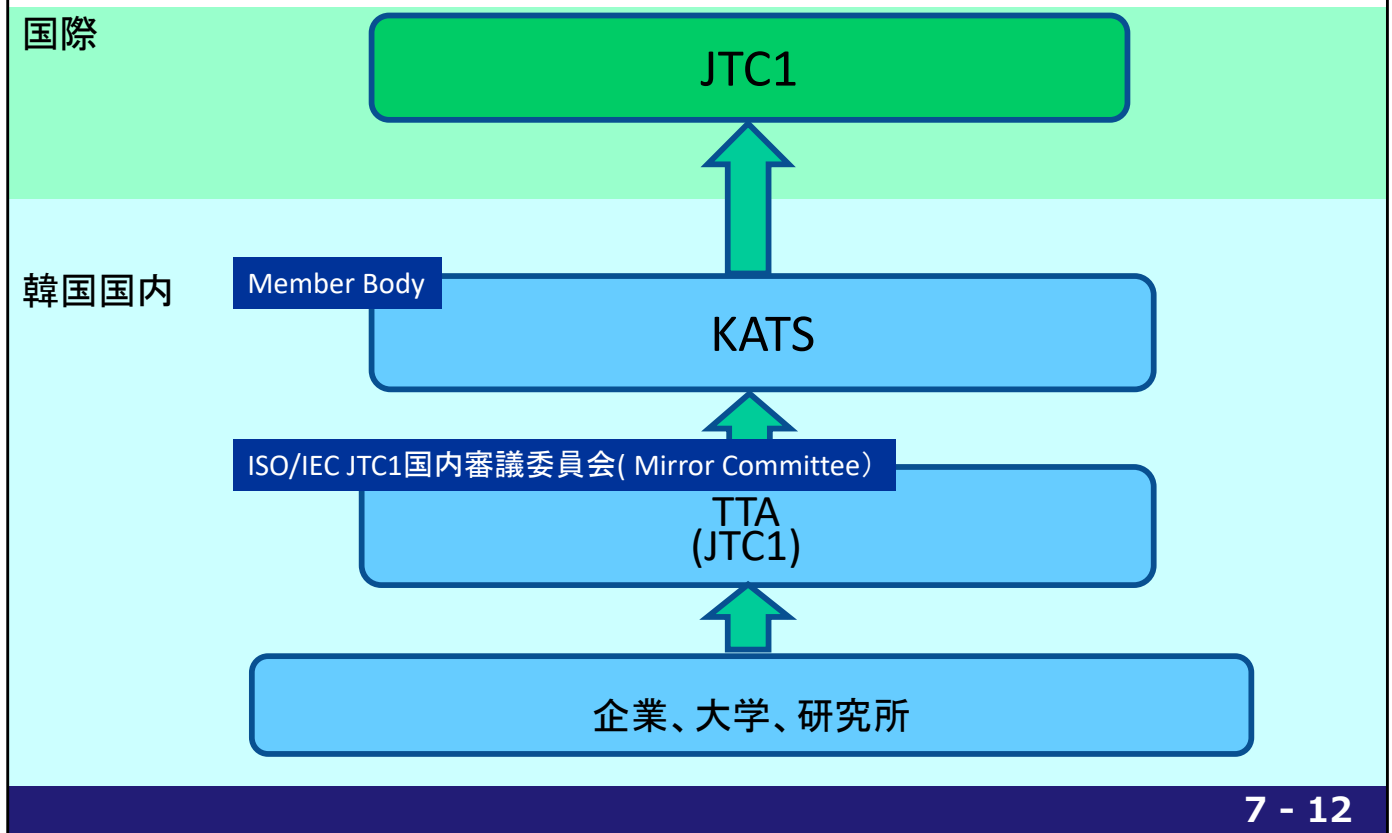 国際
JTC1
韓国国内
Member Body
KATS
ISO/IEC JTC1国内審議委員会( Mirror Committee）
TTA
(JTC1)
企業、大学、研究所
7 - 12